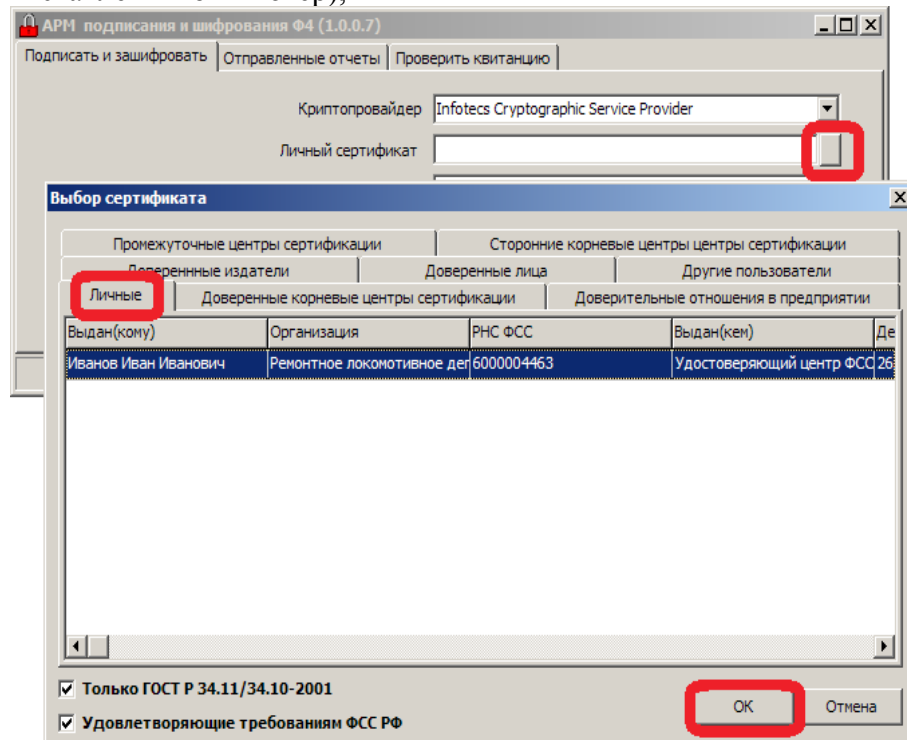 АРМ подписания и шифрования Ф4 (1.0.0.7)
Подписать и зашифровать Отправленные отчеты Проверить квитанцию
Криптопровайдер Infotecs Cryptographic Service Provider
Личный сертификат
Выбор сертификата
Промежуточные центры сертификации Сторонние корневые центры центры сертификации
Довереннные издатели Доверенные лица Другие пользователи
Личные Доверенные корневые центры сертификации Доверительные отношения в предприятии
Выдан(кому) Организация РНС ФСС Выдан(кем) Де
Иванов Иван Иванович Ремонтное локомотивное деп 6000004463 Удостоверяющий центр ФСС 26
Только ГОСТ Р 34.11/34.10-2001
Удовлетворяющие требованиям ФСС РФ
ОК Отмена